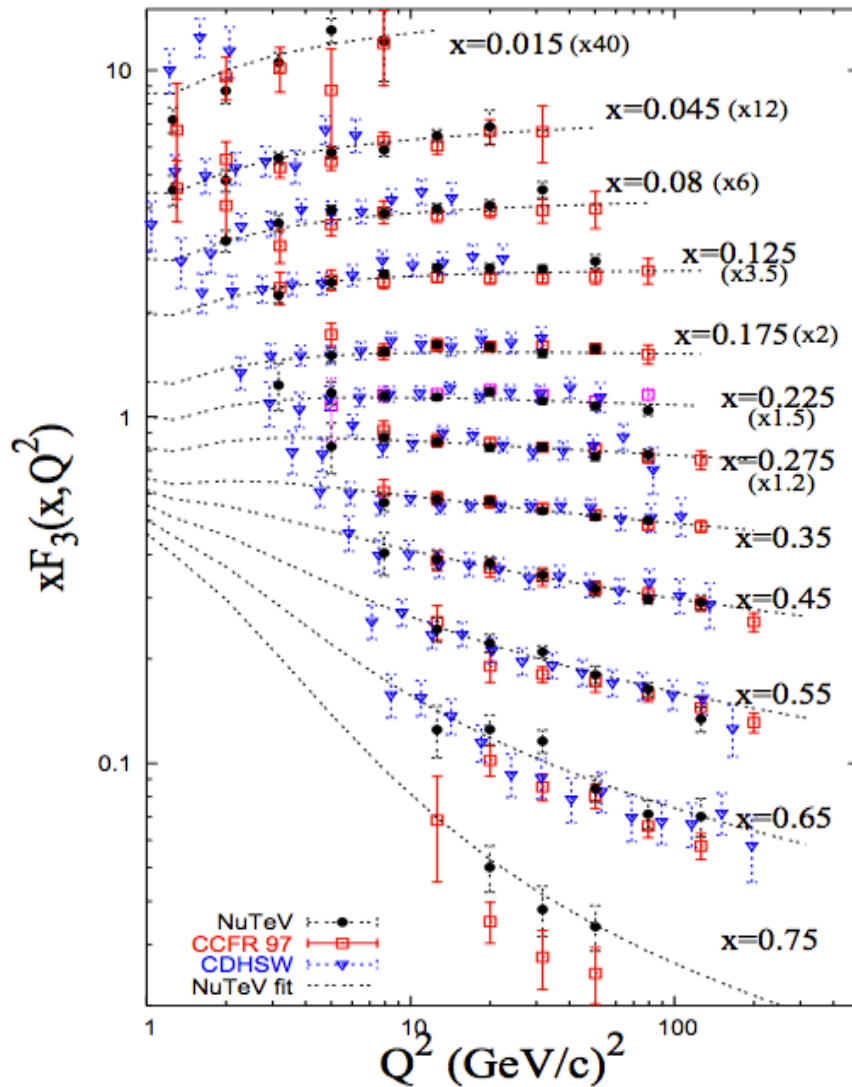 10
1
0.1
xF₃(x,Q²)
x=0.015 (x40)
x=0.045 (x12)
x=0.08 (x6)
x=0.125
(x3.5)
x=0.175 (x2)
x=0.225
(x1.5)
x=0.275
(x1.2)
x=0.35
x=0.45
x=0.55
x=0.65
x=0.75
NuTeV
CCFR 97
CDHSW
NuTeV fit
1
10
100
Q² (GeV/c)²